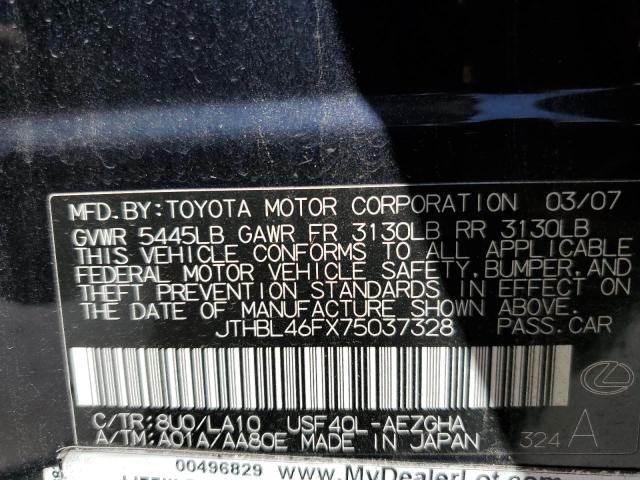 MFD.BY:TOYOTA MOTOR CORPORATION 03/07
GVWR 5445LB GAWR FR 3130LB RR 3130LB
THIS VEHICLE CONFORMS TO ALL APPLICABLE
FEDERAL MOTOR VEHICLE SAFETY,BUMPER,AND
THEFT PREVENTION STANDARDS IN EFFECT ON
THE DATE OF MANUFACTURE SHOWN ABOVE.
JTHBL46FX75037328 PASS.CAR
C/TR:8U0/LA10 USF40L-AEZGHA
A/TM:A01A/AA80E MADE IN JAPAN 324A
00496829 www.MyDealerLot.com